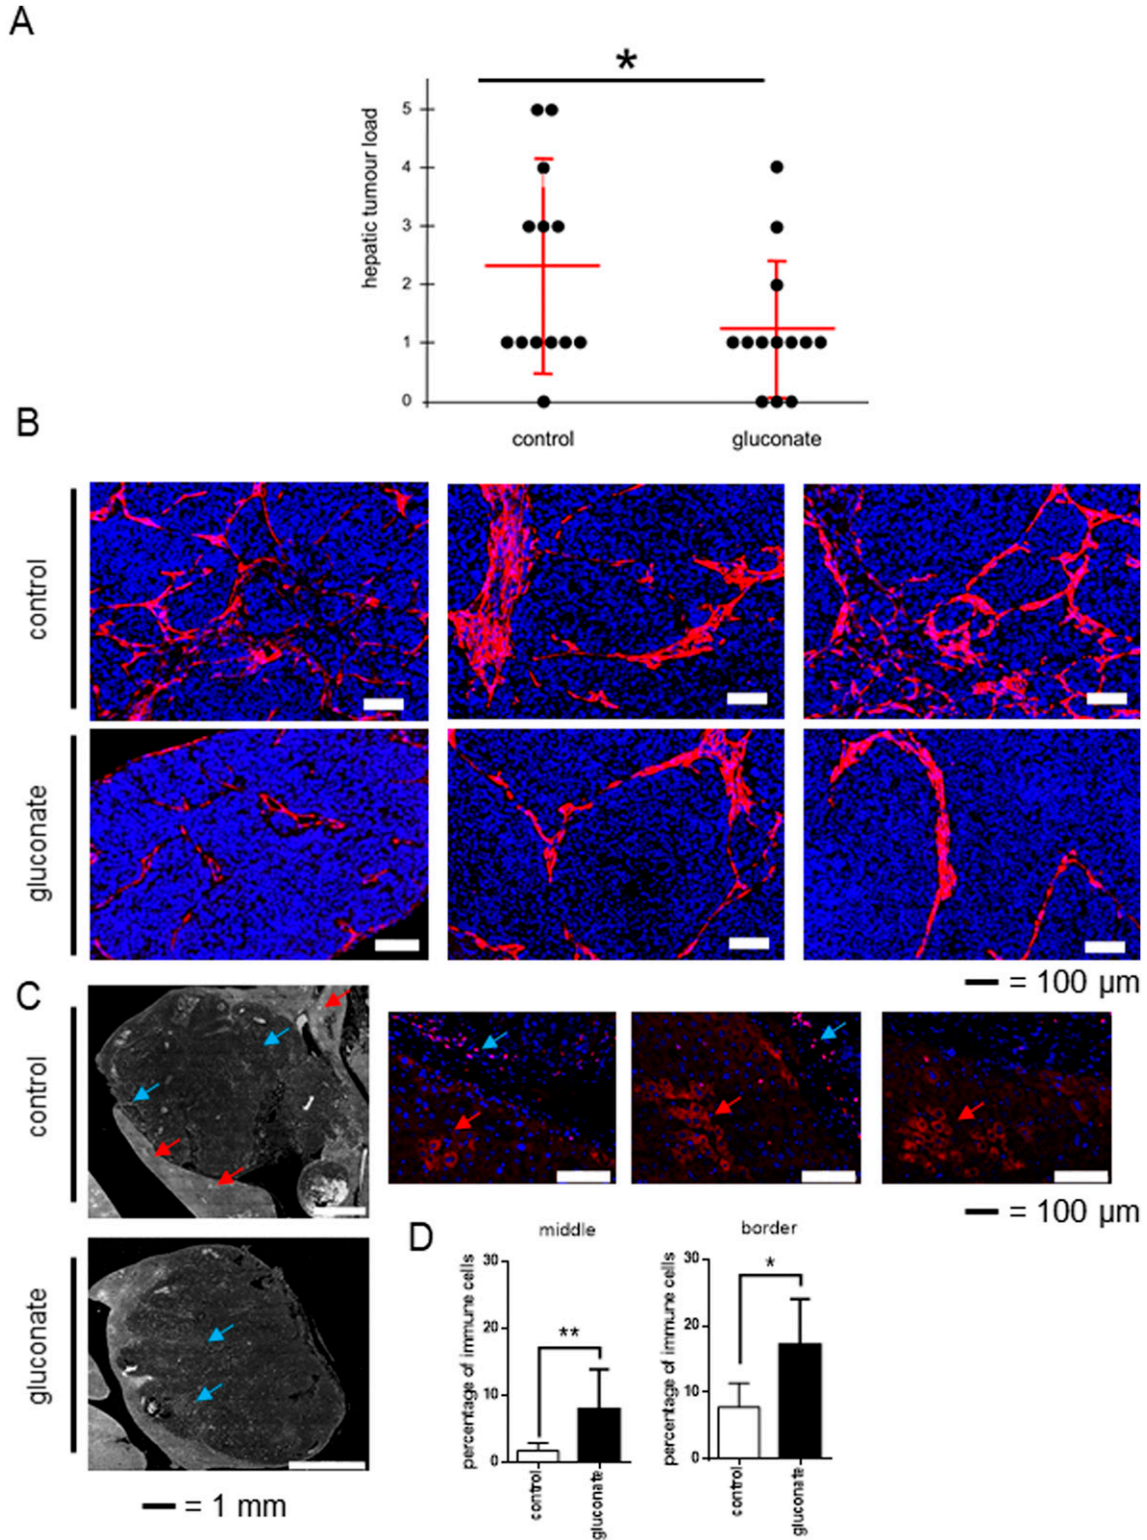 A
*
hepatic tumour load
5
4
3
2
1
0
control
gluconate
B
control
gluconate
= 100 µm
C
control
gluconate
= 1 mm
= 100 µm
D
middle
percentage of immune cells
30
20
10
0
**
control
gluconate
border
percentage of immune cells
30
20
10
0
*
control
gluconate